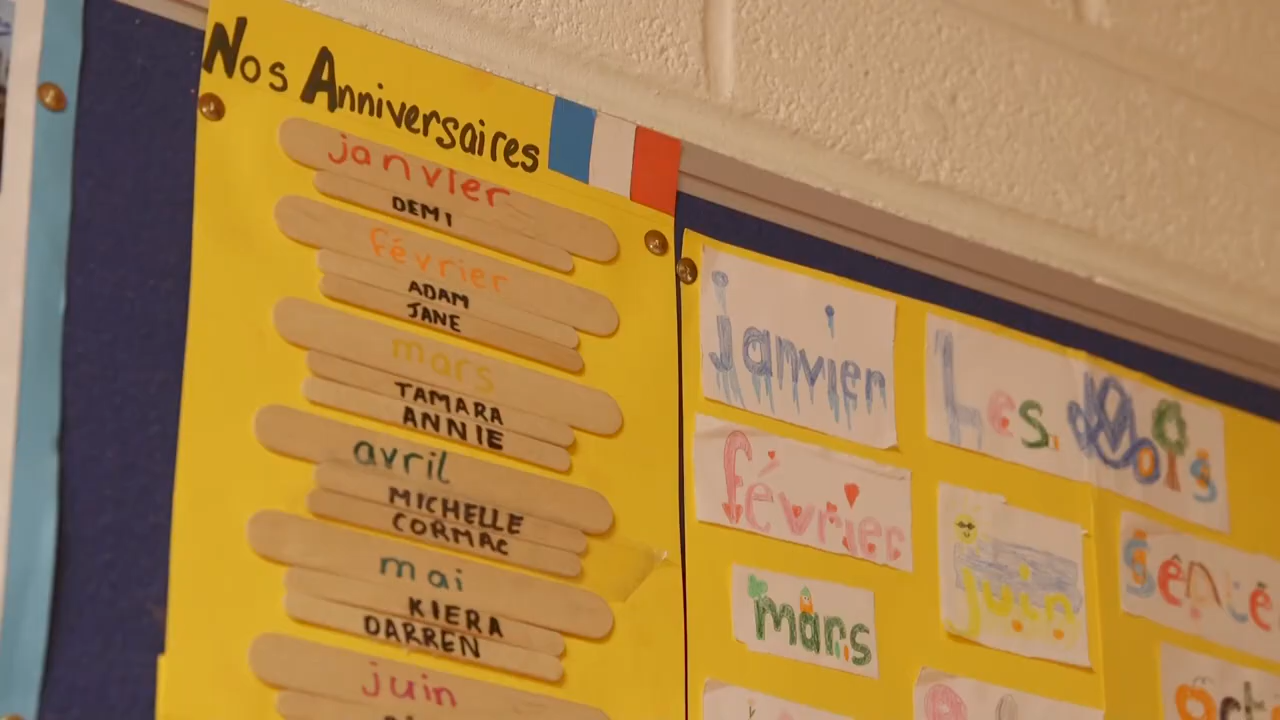 Nos Anniversaires
janvier
DEMI
février
ADAM
JANE
mars
TAMARA
ANNIE
avril
MICHELLE
CORMAC
mai
KIERA
DARREN
juin
janvier
février
mars
Les Mois
juin
Septe